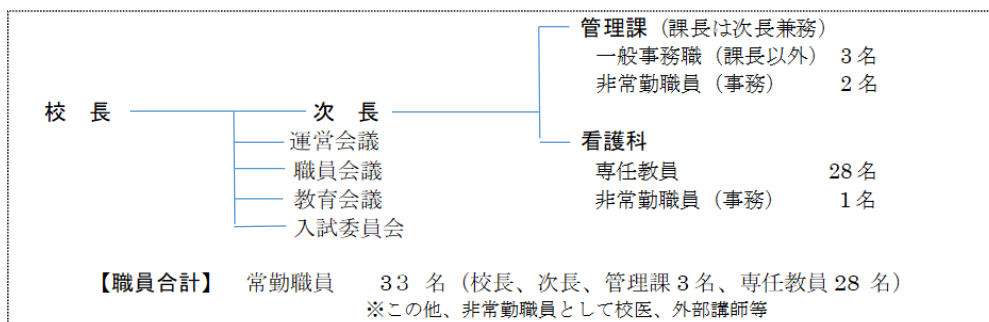 管理課（課長は次長兼務）
一般事務職（課長以外） 3名
非常勤職員（事務） 2名
校 長 次 長
運営会議
看護科
職員会議
専任教員 28名
教育会議
非常勤職員（事務） 1名
入試委員会
【職員合計】 常勤職員 33 名（校長、次長、管理課3名、専任教員28 名）
※この他、非常勤職員として校医、外部講師等